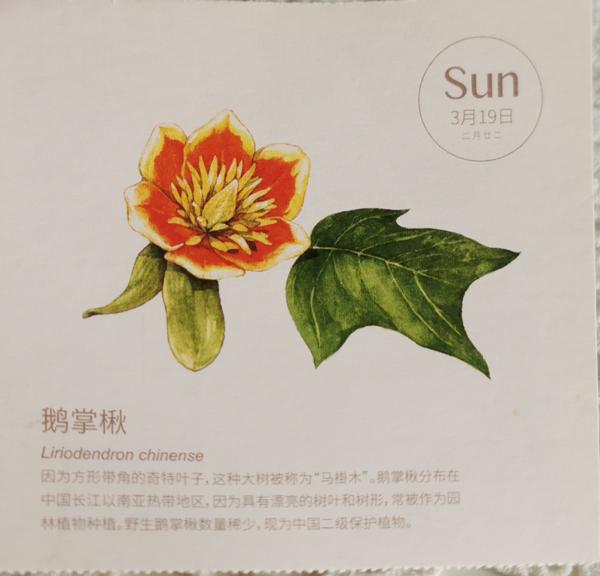 Sun
3月19日
二月廿二
鹅掌楸
Liriodendron chinense
因为方形带角的奇特叶子，这种大树被称为“马褂木”。鹅掌楸分布在
中国长江以南亚热带地区，因为具有漂亮的树叶和树形，常被作为园
林植物种植。野生鹅掌楸数量稀少，现为中国二级保护植物。